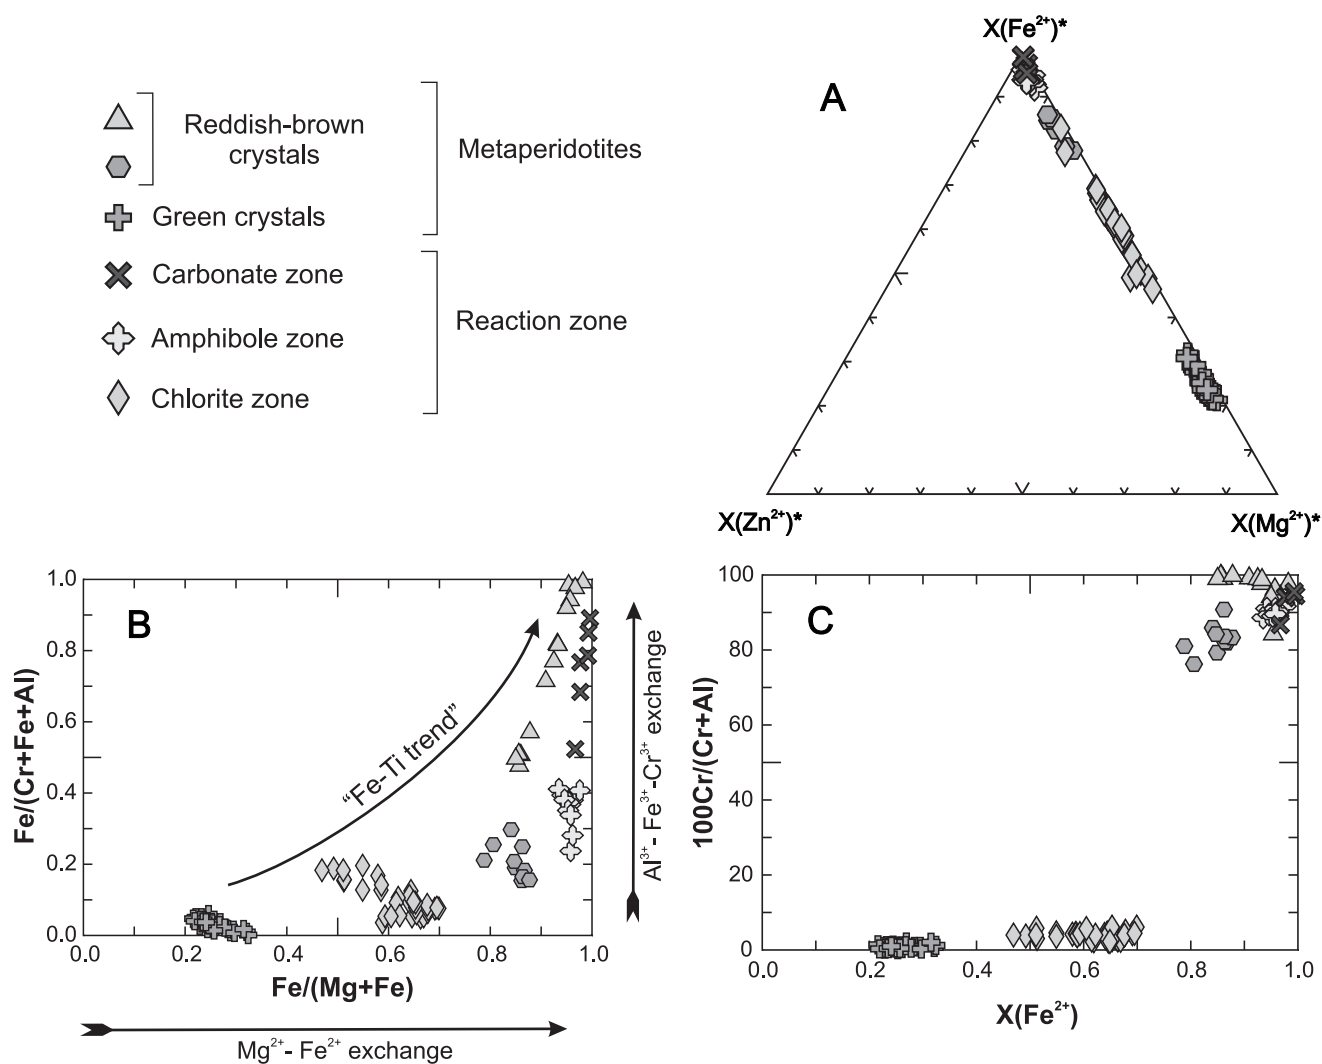 X(Fe²⁺)*
A
Reddish-brown
crystals
Metaperidotites
Green crystals
Carbonate zone
Reaction zone
Amphibole zone
Chlorite zone
X(Zn²⁺)*
X(Mg²⁺)*
B
1.0
0.8
0.6
0.4
0.2
0.0
Fe/(Cr+Fe+Al)
"Fe-Ti trend"
0.0
0.2
0.4
0.6
0.8
1.0
Fe/(Mg+Fe)
Mg²⁺- Fe²⁺ exchange
Al³⁺- Fe³⁺-Cr³⁺ exchange
C
100
80
60
40
20
0
100Cr/(Cr+Al)
0.0
0.2
0.4
0.6
0.8
1.0
X(Fe²⁺)